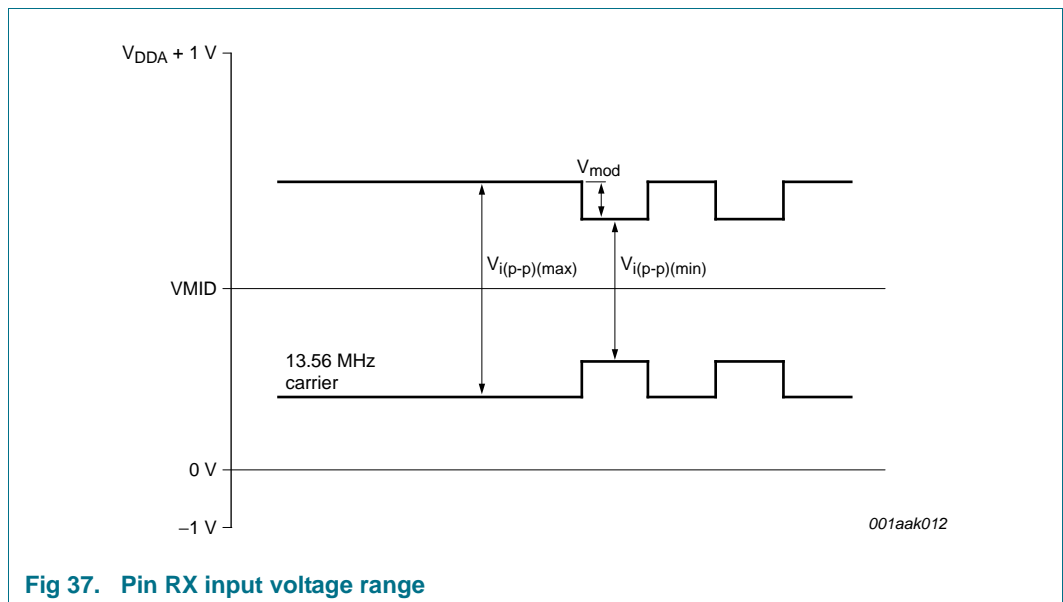 V_DDA + 1 V
V_mod
V_i(p-p)(max)
V_i(p-p)(min)
VMID
13.56 MHz
carrier
0 V
−1 V
001aak012
Fig 37. Pin RX input voltage range